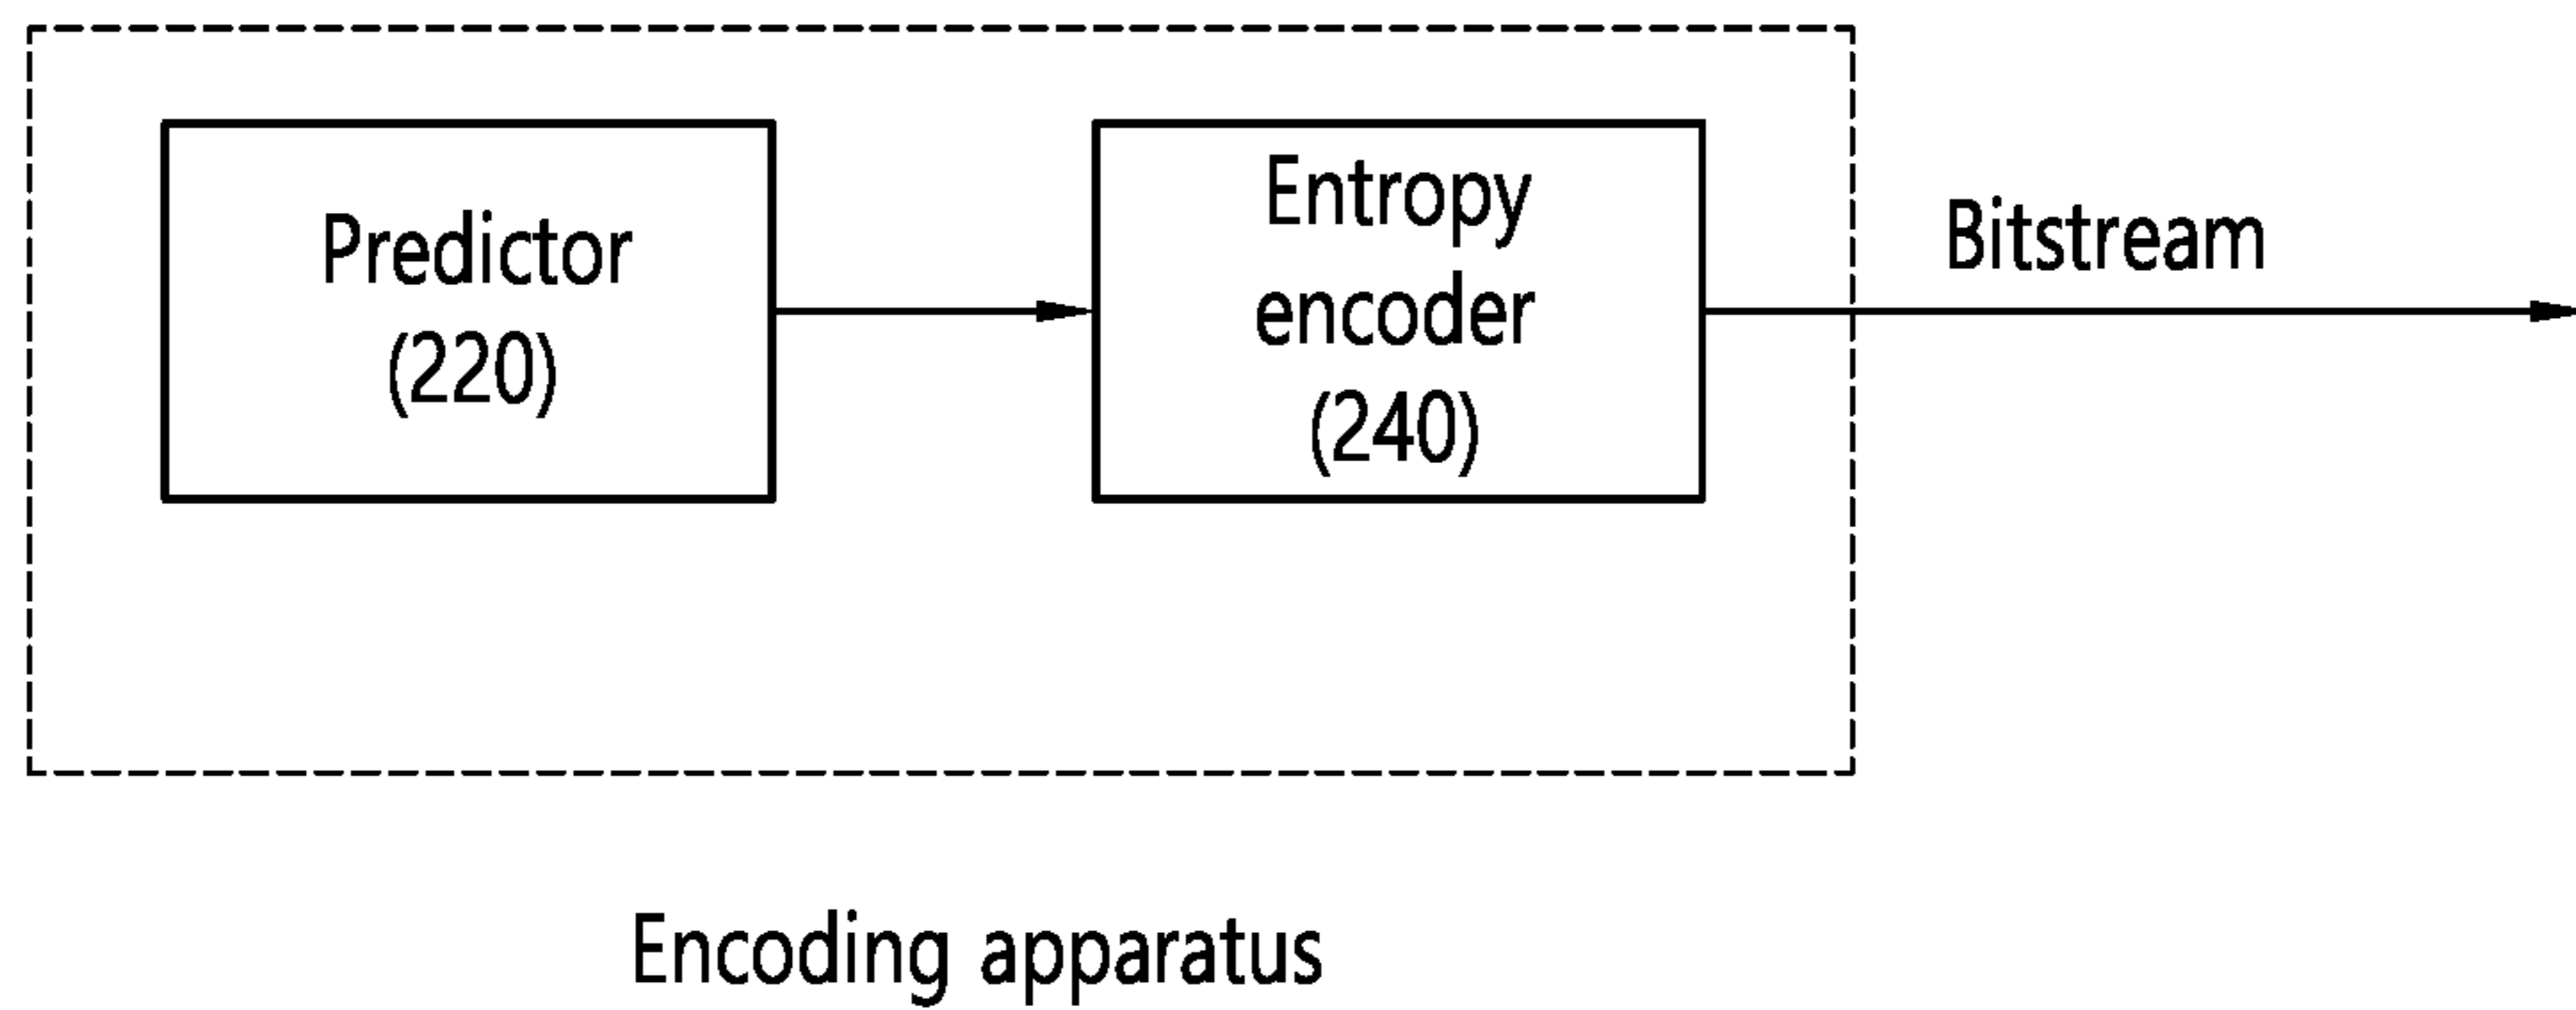 Predictor
(220)
Entropy
encoder
(240)
Bitstream
Encoding apparatus